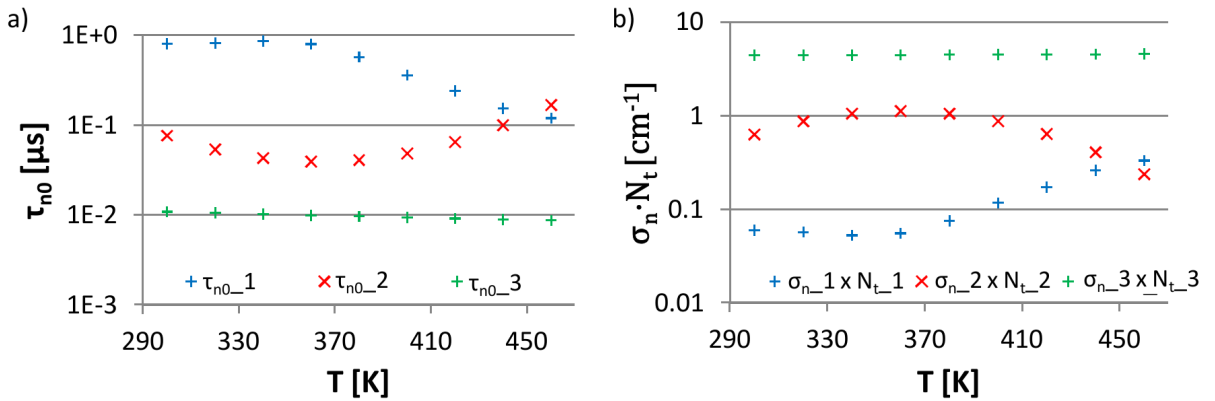 a)
τn0 [μs]
1E+0
1E-1
1E-2
1E-3
τn0_1 τn0_2 τn0_3
290 330 370 410 450
T [K]
b)
σn·Nt [cm-1]
10
1
0.1
0.01
σn_1 x Nt_1 σn_2 x Nt_2 σn_3 x Nt_3
290 330 370 410 450
T [K]